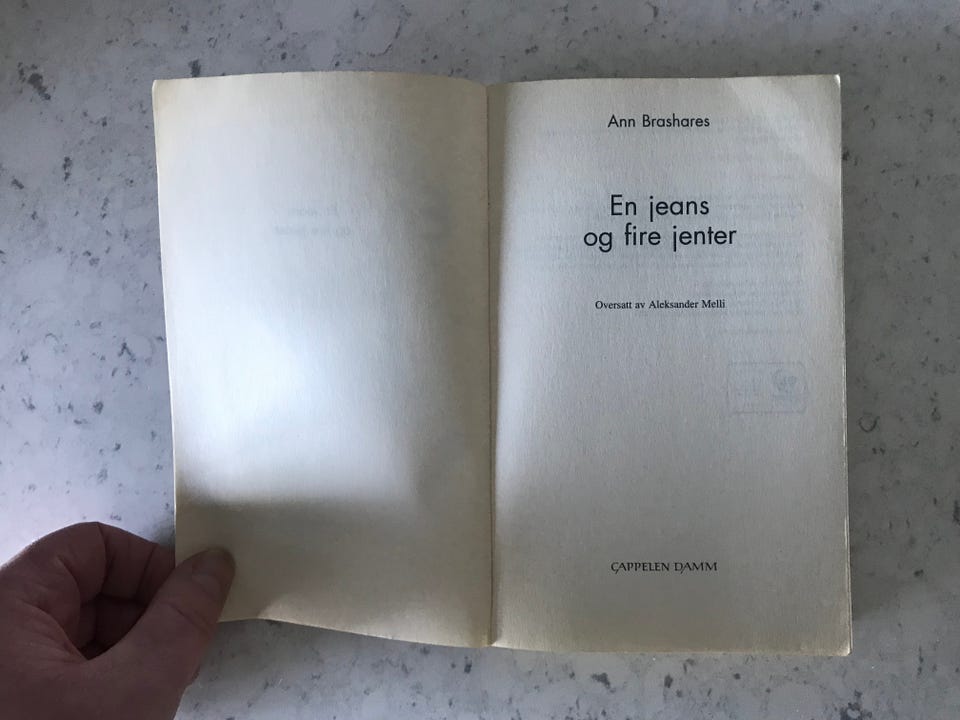 Ann Brashares
En jeans
og fire jenter
Oversatt av Aleksander Melli
CAPPELEN DAMM